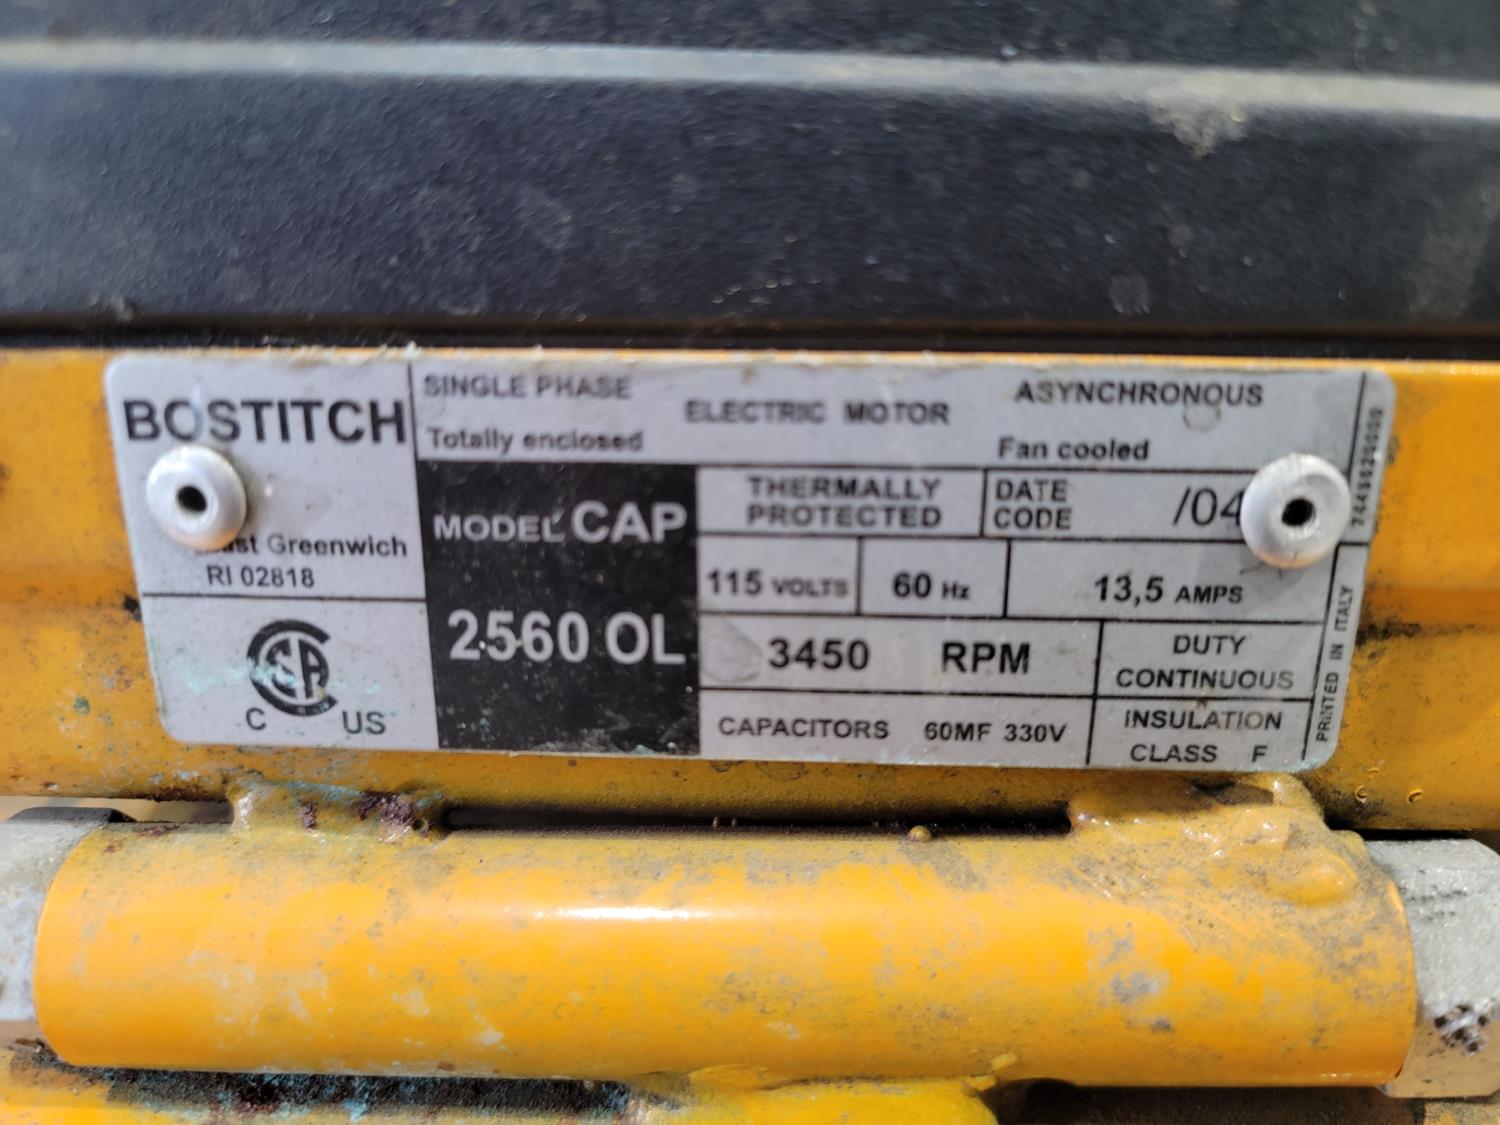 BOSTITCH
East Greenwich
RI 02818
CSA
C US
SINGLE PHASE
Totally enclosed
ELECTRIC MOTOR
ASYNCHRONOUS
Fan cooled
MODEL CAP
2560 OL
THERMALLY
PROTECTED
DATE
CODE
/04
115 VOLTS
60 Hz
13,5 AMPS
3450 RPM
DUTY
CONTINUOUS
CAPACITORS 60MF 330V
INSULATION
CLASS F
PRINTED IN ITALY